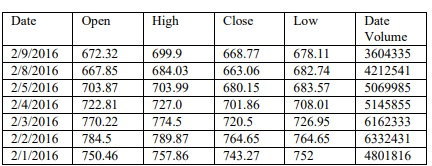 Date Open High Close Low Date Volume
2/9/2016 672.32 699.9 668.77 678.11 3604335
2/8/2016 667.85 684.03 663.06 682.74 4212541
2/5/2016 703.87 703.99 680.15 683.57 5069985
2/4/2016 722.81 727.0 701.86 708.01 5145855
2/3/2016 770.22 774.5 720.5 726.95 6162333
2/2/2016 784.5 789.87 764.65 764.65 6332431
2/1/2016 750.46 757.86 743.27 752 4801816